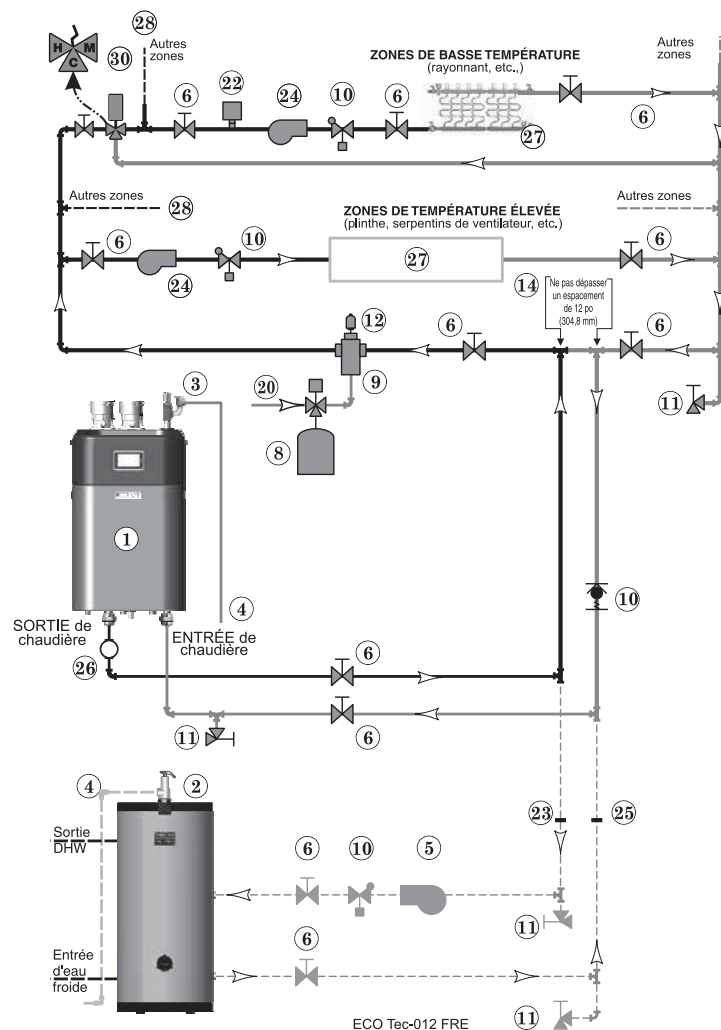 28
Autres
zones
Autres
zones
H
M
C
30
22
24
10
6
6
ZONES DE BASSE TEMPÉRATURE
(rayonnant, etc.,)
27
6
Autres zones
28
Autres zones
ZONES DE TEMPÉRATURE ÉLEVÉE
(plinthe, serpentins de ventilateur, etc.)
6
24
10
27
6
14
Ne pas dépasser
un espacement
de 12 po
(304,8 mm)
12
6
6
9
20
8
11
3
1
4
10
SORTIE de
chaudière
ENTRÉE de
chaudière
26
6
11
6
4
2
23
25
Sortie
DHW
6
10
5
11
6
Entrée
d'eau
froide
11
ECO Tec-012 FRE